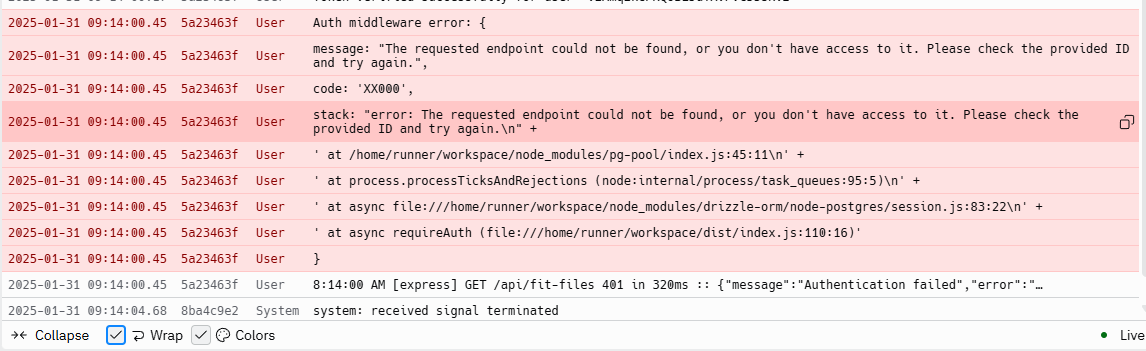 2025-01-31 09:14:00.45 5a23463f User Auth middleware error: {
2025-01-31 09:14:00.45 5a23463f User message: "The requested endpoint could not be found, or you don't have access to it. Please check the provided ID
and try again.",
2025-01-31 09:14:00.45 5a23463f User code: 'XX000',
2025-01-31 09:14:00.45 5a23463f User stack: "error: The requested endpoint could not be found, or you don't have access to it. Please check the
provided ID and try again.\n" +
2025-01-31 09:14:00.45 5a23463f User ' at /home/runner/workspace/node_modules/pg-pool/index.js:45:11\n' +
2025-01-31 09:14:00.45 5a23463f User ' at process.processTicksAndRejections (node:internal/process/task_queues:95:5)\n' +
2025-01-31 09:14:00.45 5a23463f User ' at async file:///home/runner/workspace/node_modules/drizzle-orm/node-postgres/session.js:83:22\n' +
2025-01-31 09:14:00.45 5a23463f User ' at async requireAuth (file:///home/runner/workspace/dist/index.js:110:16)'
2025-01-31 09:14:00.45 5a23463f User }
2025-01-31 09:14:00.45 5a23463f User 8:14:00 AM [express] GET /api/fit-files 401 in 320ms :: {"message":"Authentication failed","error":"…
2025-01-31 09:14:04.68 8ba4c9e2 System system: received signal terminated
Collapse Wrap Colors Live